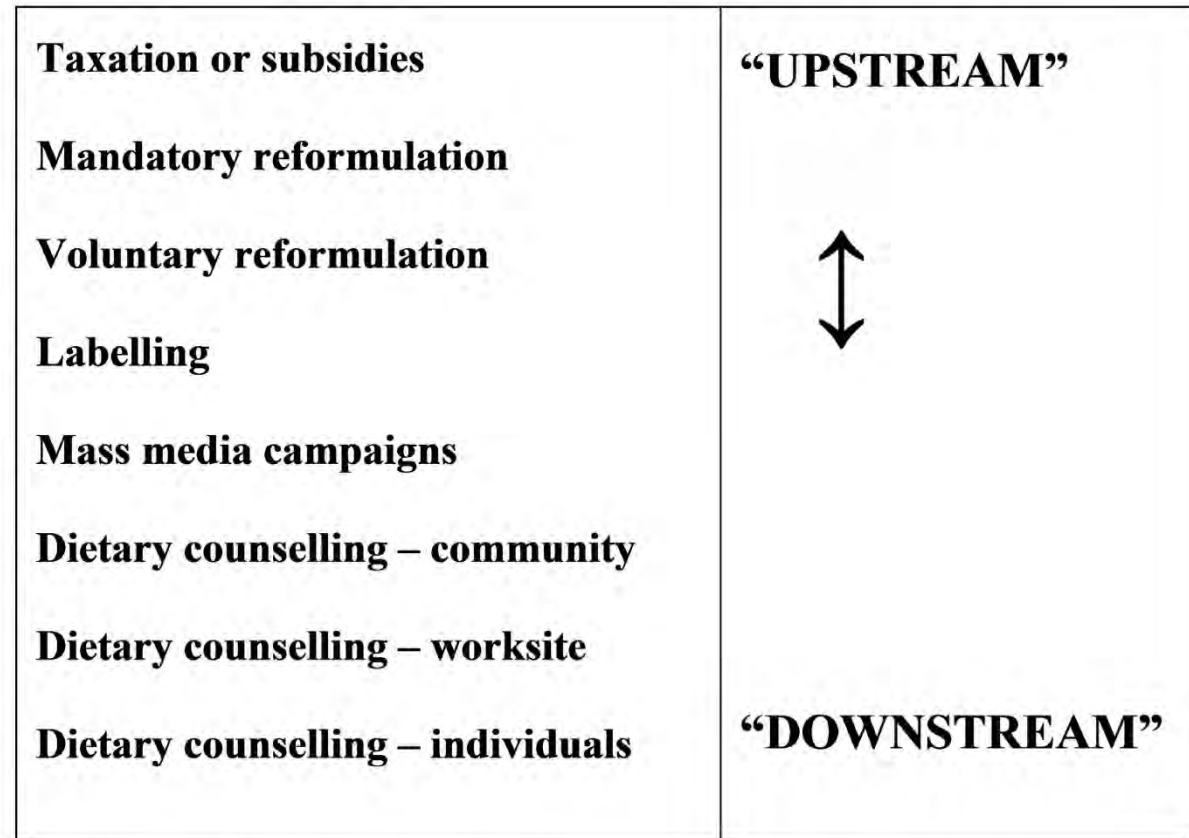 Taxation or subsidies
“UPSTREAM”
Mandatory reformulation
Voluntary reformulation
Labelling
Mass media campaigns
Dietary counselling – community
Dietary counselling – worksite
Dietary counselling – individuals
“DOWNSTREAM”